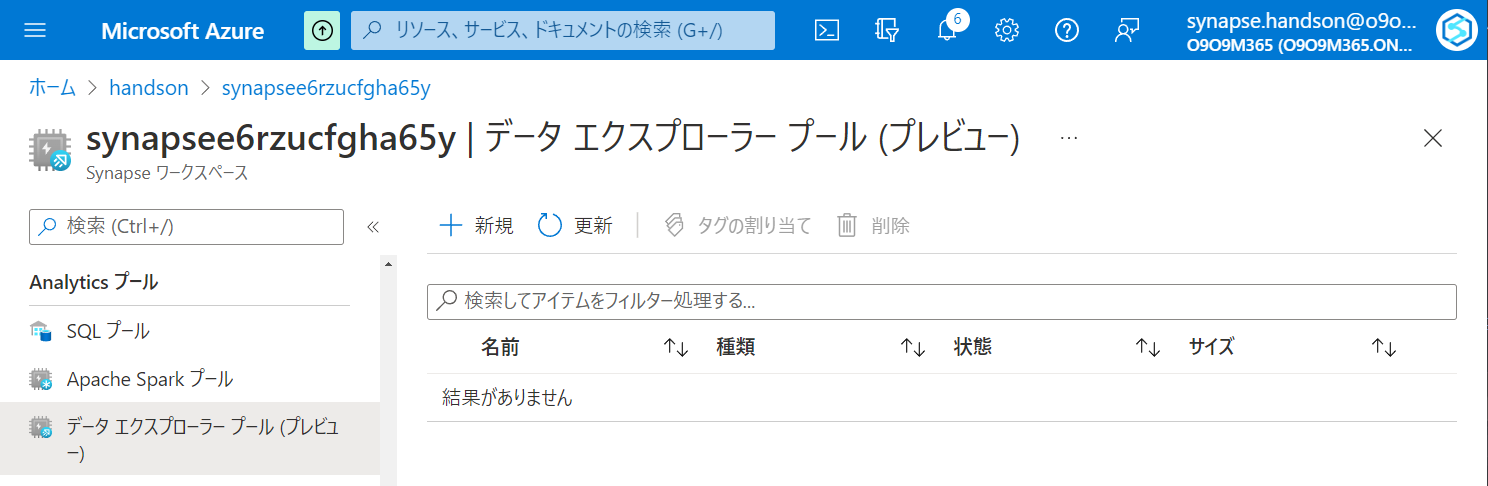 Microsoft Azure
リソース、サービス、ドキュメントの検索 (G+/)
6
synapse.handson@o9o...
O9O9M365 (O9O9M365.ON...
ホーム > handson > synapsee6rzucfgha65y
synapsee6rzucfgha65y | データ エクスプローラー プール (プレビュー) ...
Synapse ワークスペース
検索 (Ctrl+/)
新規 更新 タグの割り当て 削除
Analytics プール
SQL プール
Apache Spark プール
データ エクスプローラー プール (プレビュ
ー)
検索してアイテムをフィルター処理する...
名前 種類 状態 サイズ
結果がありません